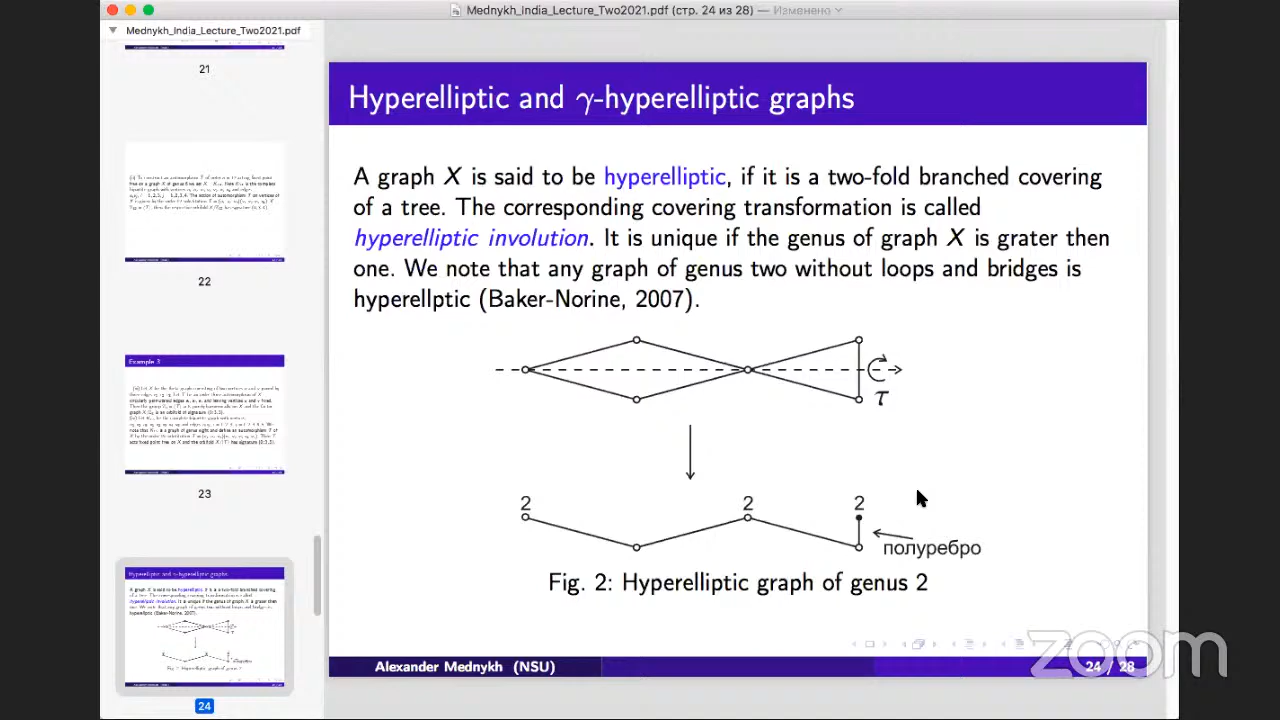 Mednykh_India_Lecture_Two2021.pdf (стр. 24 из 28) — Изменено
Mednykh_India_Lecture_Two2021.pdf
21
22
Example 3
23
Hyperelliptic and γ-hyperelliptic graphs
24
Hyperelliptic and γ-hyperelliptic graphs
A graph X is said to be hyperelliptic, if it is a two-fold branched covering
of a tree. The corresponding covering transformation is called
hyperelliptic involution. It is unique if the genus of graph X is grater then
one. We note that any graph of genus two without loops and bridges is
hyperellptic (Baker-Norine, 2007).
τ
2 2 2
полуребро
Fig. 2: Hyperelliptic graph of genus 2
Alexander Mednykh (NSU)
24 / 28
zoom